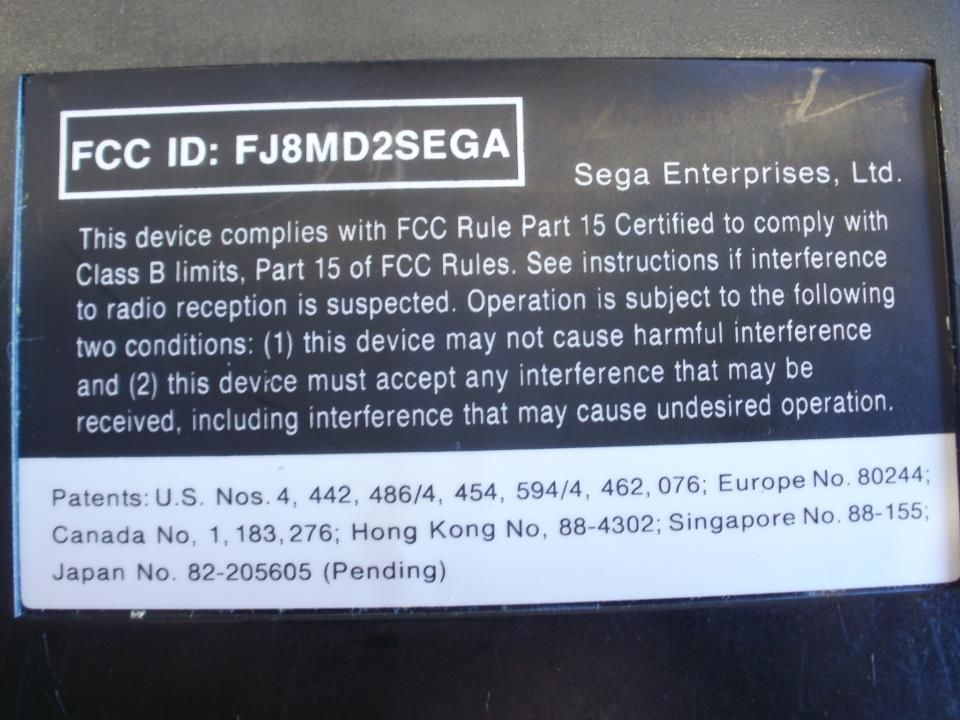 FCC ID: FJ8MD2SEGA
Sega Enterprises, Ltd.
This device complies with FCC Rule Part 15 Certified to comply with
Class B limits, Part 15 of FCC Rules. See instructions if interference
to radio reception is suspected. Operation is subject to the following
two conditions: (1) this device may not cause harmful interference
and (2) this device must accept any interference that may be
received, including interference that may cause undesired operation.
Patents: U.S. Nos. 4, 442, 486/4, 454, 594/4, 462, 076; Europe No. 80244;
Canada No, 1, 183, 276; Hong Kong No, 88-4302; Singapore No. 88-155;
Japan No. 82-205605 (Pending)